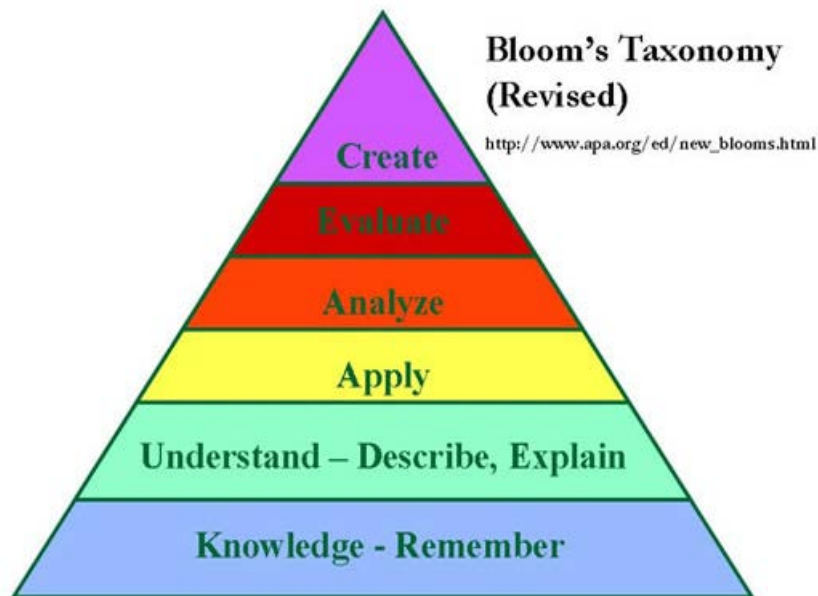 Bloom's Taxonomy
(Revised)
http://www.apa.org/ed/new_blooms.html
Create
Evaluate
Analyze
Apply
Understand – Describe, Explain
Knowledge - Remember